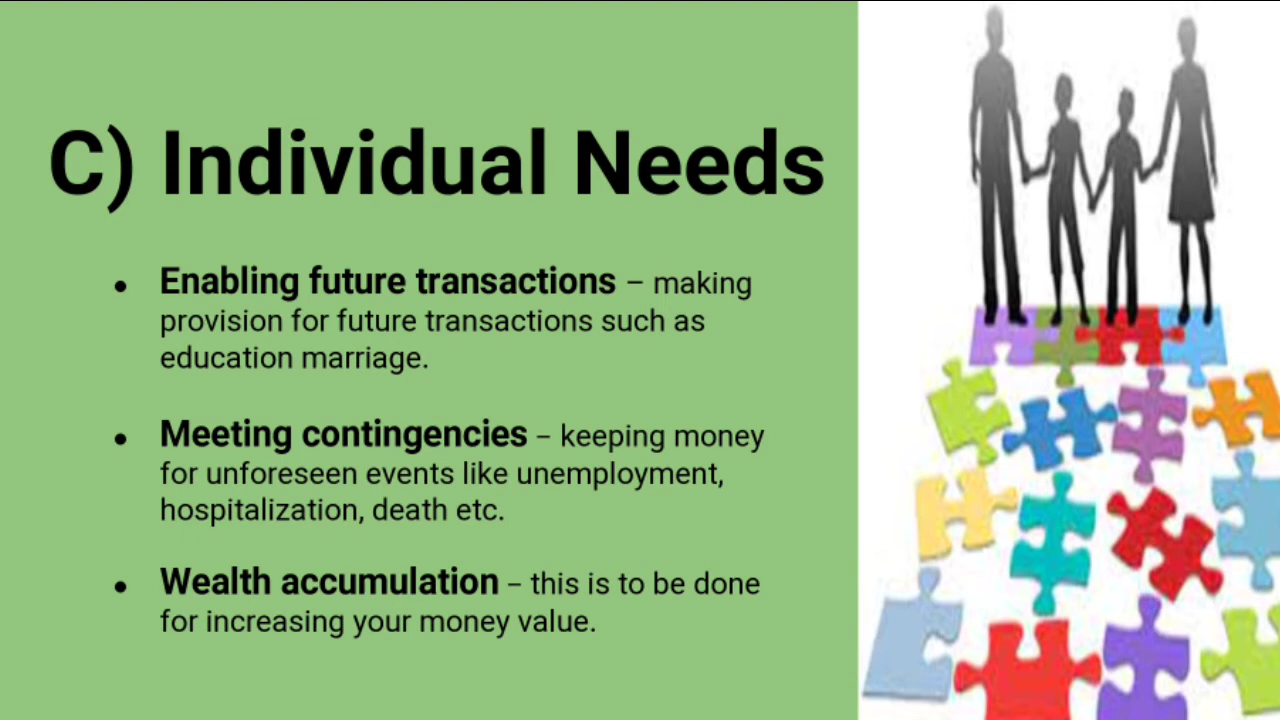 C) Individual Needs
● Enabling future transactions – making
provision for future transactions such as
education marriage.
● Meeting contingencies – keeping money
for unforeseen events like unemployment,
hospitalization, death etc.
● Wealth accumulation – this is to be done
for increasing your money value.